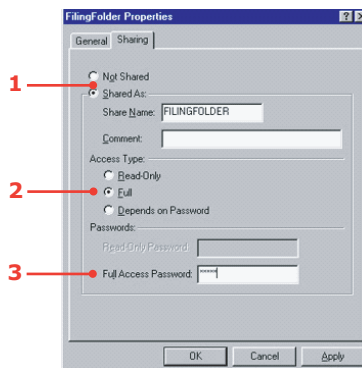 FilingFolder Properties
General Sharing
1
Not Shared
Shared As:
Share Name: FILINGFOLDER
Comment:
Access Type:
Read-Only
2
Full
Depends on Password
Passwords:
Read-Only Password:
3
Full Access Password: *****
OK Cancel Apply